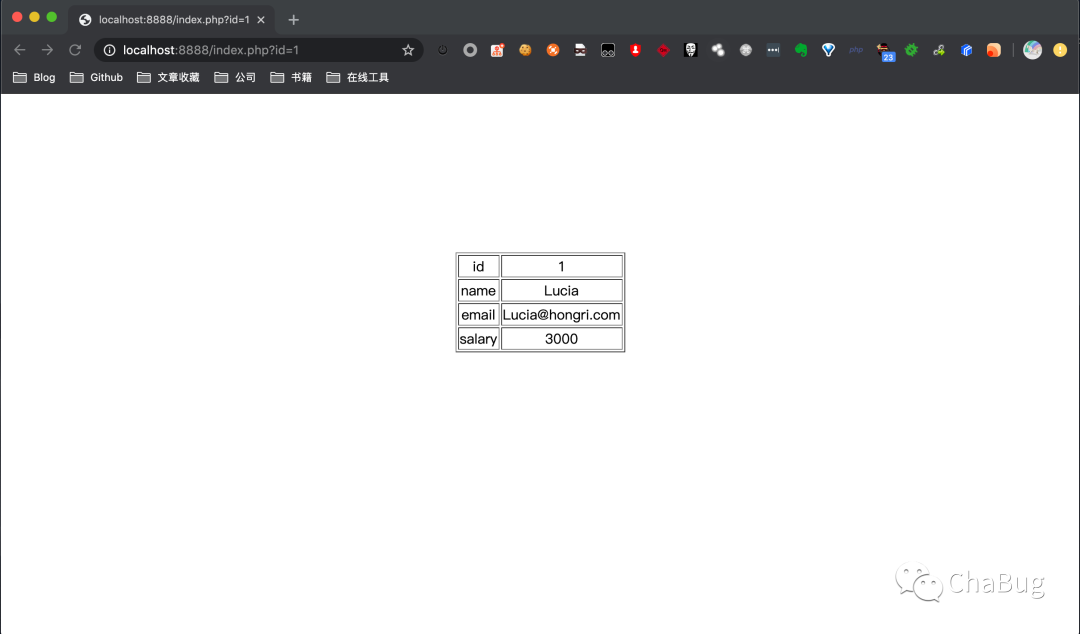 localhost:8888/index.php?id=1
localhost:8888/index.php?id=1
php
23
Blog
Github
文章收藏
公司
书籍
在线工具
id 1
name Lucia
email Lucia@hongri.com
salary 3000
ChaBug